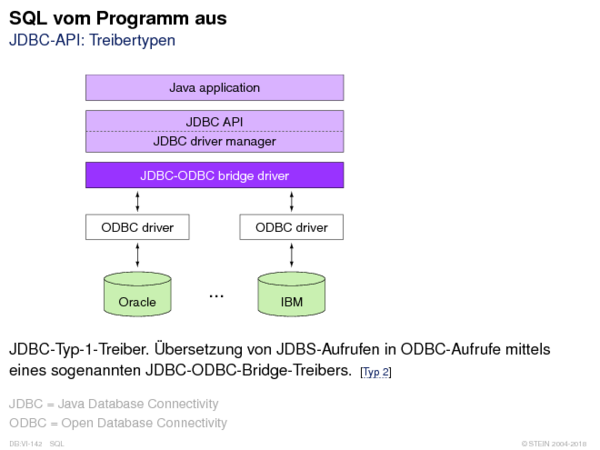 SQL vom Programm aus
JDBC-API: Treibertypen
Java application
JDBC API
JDBC driver manager
JDBC-ODBC bridge driver
ODBC driver ODBC driver
Oracle ... IBM
JDBC-Typ-1-Treiber. Übersetzung von JDBS-Aufrufen in ODBC-Aufrufe mittels
eines sogenannten JDBC-ODBC-Bridge-Treibers. [Typ 2]
JDBC = Java Database Connectivity
ODBC = Open Database Connectivity
DB:VI-142 SQL © STEIN 2004-2018